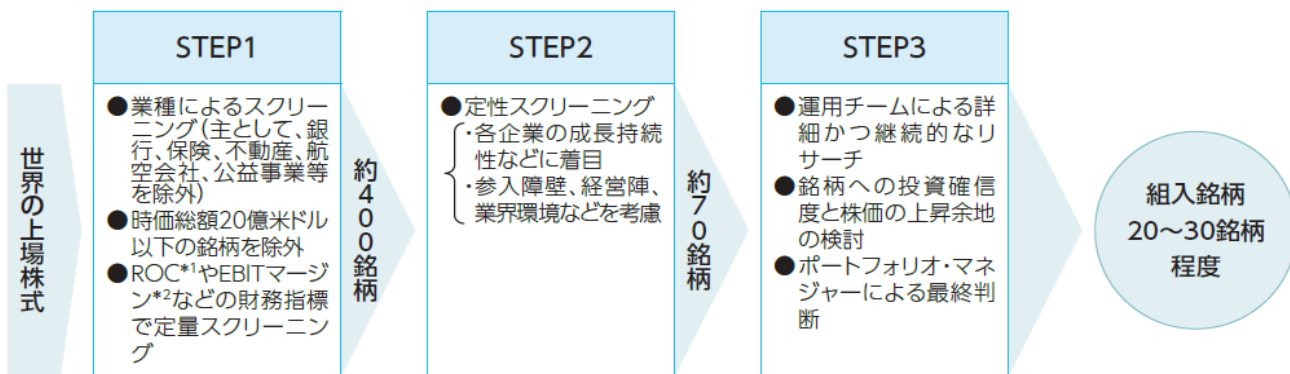 世界の上場株式
STEP1
●業種によるスクリー
ニング(主として、銀
行、保険、不動産、航
空会社、公益事業等
を除外)
●時価総額20億米ドル
以下の銘柄を除外
●ROC*1やEBITマージ
ン*2などの財務指標
で定量スクリーニン
グ
約400銘柄
STEP2
●定性スクリーニング
・各企業の成長持続
性などに着目
・参入障壁、経営陣、
業界環境などを考慮
約70銘柄
STEP3
●運用チームによる詳
細かつ継続的なリ
サーチ
●銘柄への投資確信
度と株価の上昇余地
の検討
●ポートフォリオ・マネ
ジャーによる最終判
断
組入銘柄
20～30銘柄
程度